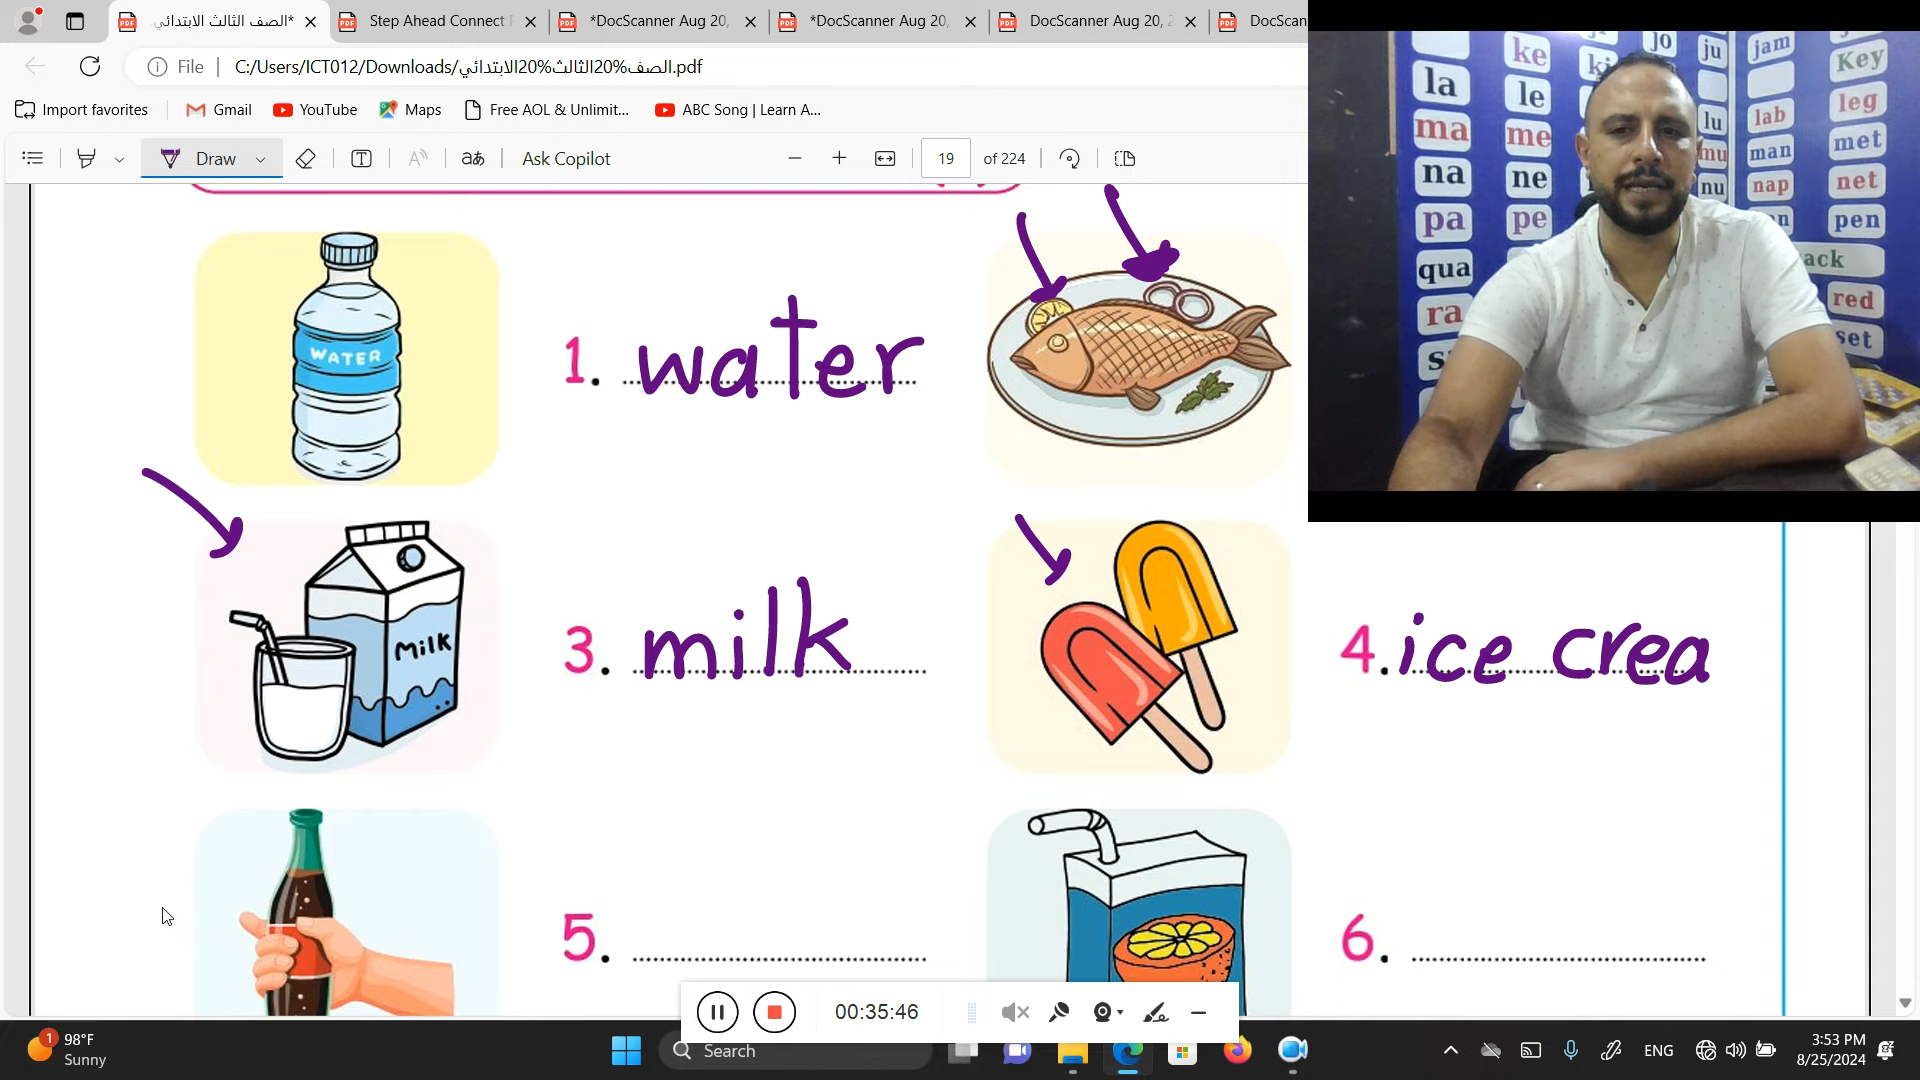 *الصف الثالث الابتدائي
Step Ahead Connect
*DocScanner Aug 20,
*DocScanner Aug 20,
DocScanner Aug 20, 2
DocScan
File
C:/Users/ICT012/Downloads/الصف%20الثالث%20الابتدائي.pdf
Import favorites
Gmail
YouTube
Maps
Free AOL & Unlimit...
ABC Song | Learn A...
Draw
Ask Copilot
19 of 224
WATER
1. water
Milk
3. milk
4. ice crea
5.
6.
ke
jo
ju
jam
Key
la
le
lu
lab
leg
ma
me
mu
man
met
na
ne
nu
nap
net
pa
pe
pen
qua
ack
ra
red
set
00:35:46
1
98°F
Sunny
Search
ENG
3:53 PM
8/25/2024